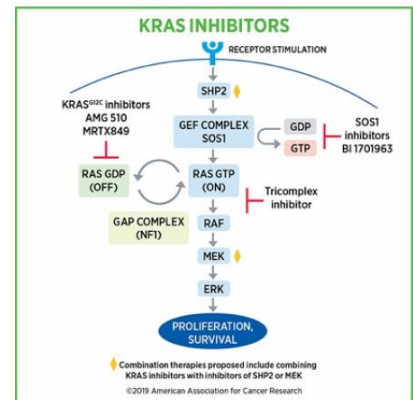 KRAS INHIBITORS
RECEPTOR STIMULATION
SHP2
KRASG12C inhibitors
AMG 510
MRTX849
GEF COMPLEX
SOS1
GDP
GTP
SOS1
inhibitors
BI 1701963
RAS GDP
(OFF)
RAS GTP
(ON)
Tricomplex
inhibitor
GAP COMPLEX
(NF1)
RAF
MEK
ERK
PROLIFERATION,
SURVIVAL
Combination therapies proposed include combining
KRAS inhibitors with inhibitors of SHP2 or MEK
©2019 American Association for Cancer Research